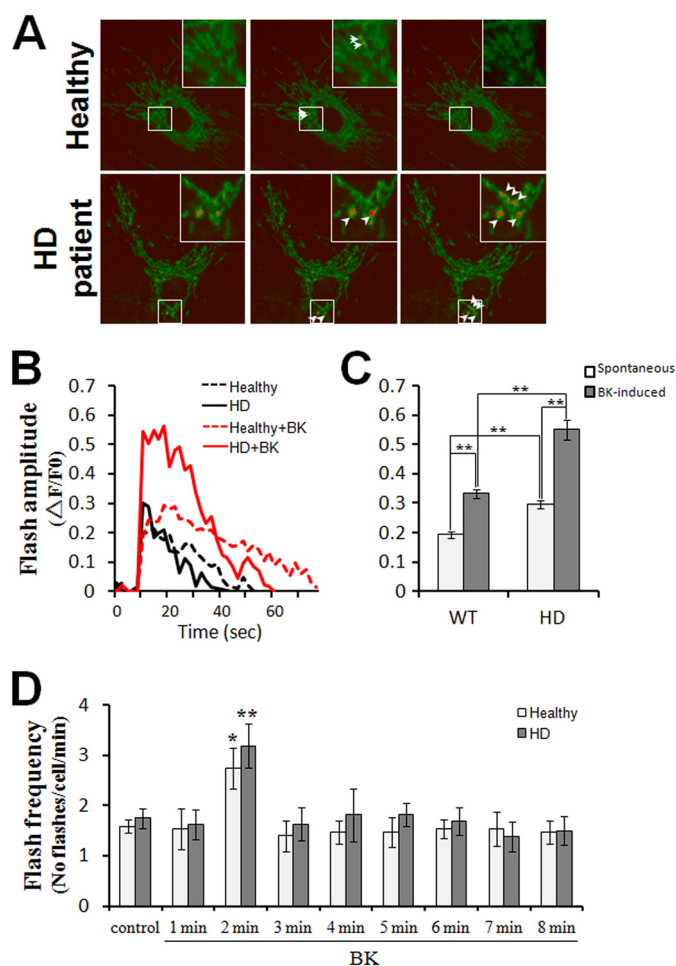 A
Healthy
HD
patient
B
Flash amplitude
(△F/F0)
0.7
0.6
0.5
0.4
0.3
0.2
0.1
0
0 20 40 60
Time (sec)
Healthy
HD
Healthy+BK
HD+BK
C
0.7
0.6
0.5
0.4
0.3
0.2
0.1
0
**
**
**
**
WT HD
Spontaneous
BK-induced
D
Flash frequency
(No flashes/cell/min)
4
3
2
1
0
* **
Healthy
HD
control 1 min 2 min 3 min 4 min 5 min 6 min 7 min 8 min
BK